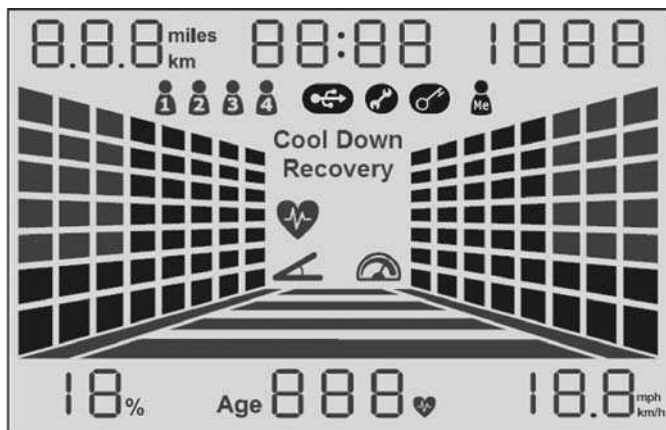 8.8.8 miles km 88:88 1888
1 2 3 4 Me
Cool Down
Recovery
18% Age 888 18.8 mph km/h